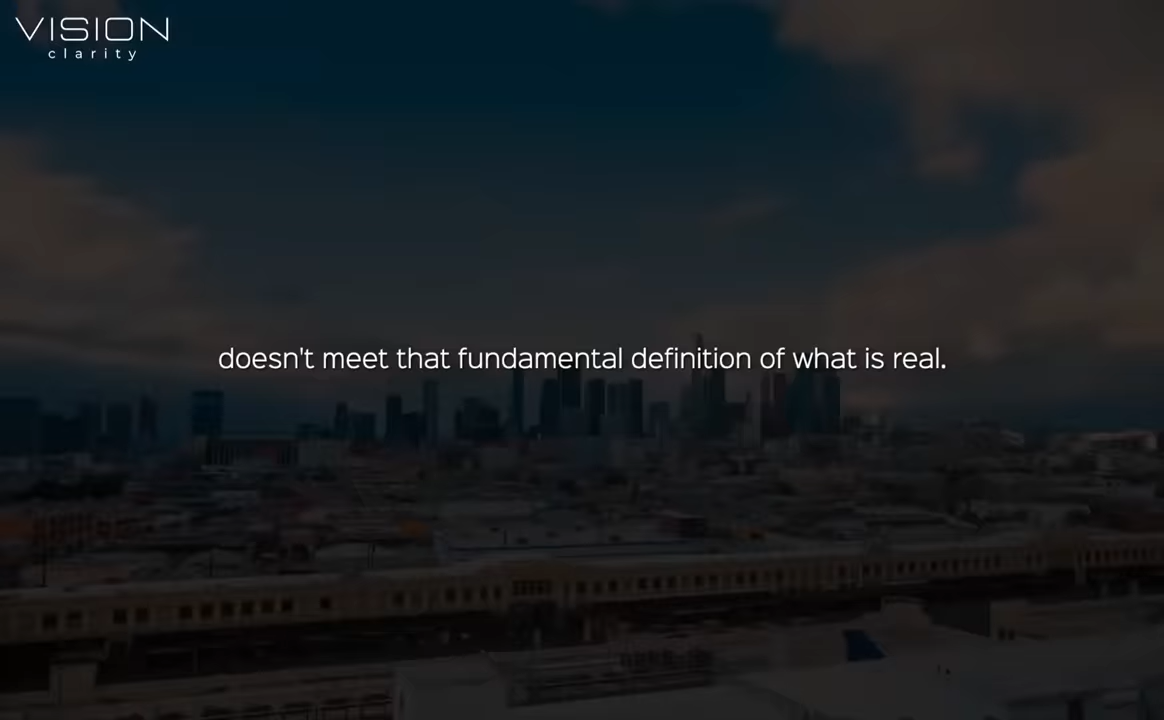 VISION
clarity
doesn't meet that fundamental definition of what is real.